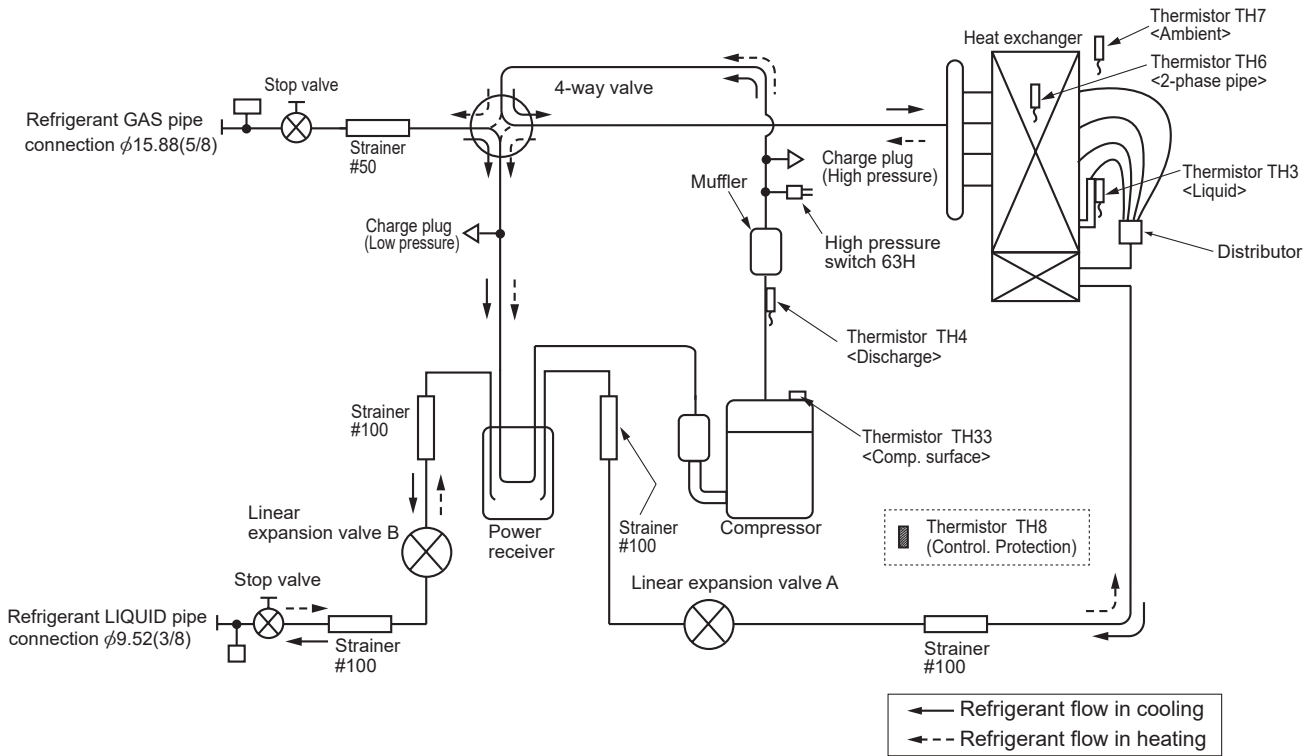 Thermistor TH7
<Ambient>
Heat exchanger
Thermistor TH6
<2-phase pipe>
Stop valve
4-way valve
Refrigerant GAS pipe
connection ϕ15.88(5/8)
Strainer
#50
Charge plug
(High pressure)
Thermistor TH3
<Liquid>
Muffler
Charge plug
(Low pressure)
High pressure
switch 63H
Distributor
Thermistor TH4
<Discharge>
Strainer
#100
Thermistor TH33
<Comp. surface>
Linear
expansion valve B
Power
receiver
Strainer
#100
Compressor
Thermistor TH8
(Control. Protection)
Stop valve
Linear expansion valve A
Refrigerant LIQUID pipe
connection ϕ9.52(3/8)
Strainer
#100
Strainer
#100
Refrigerant flow in cooling
Refrigerant flow in heating